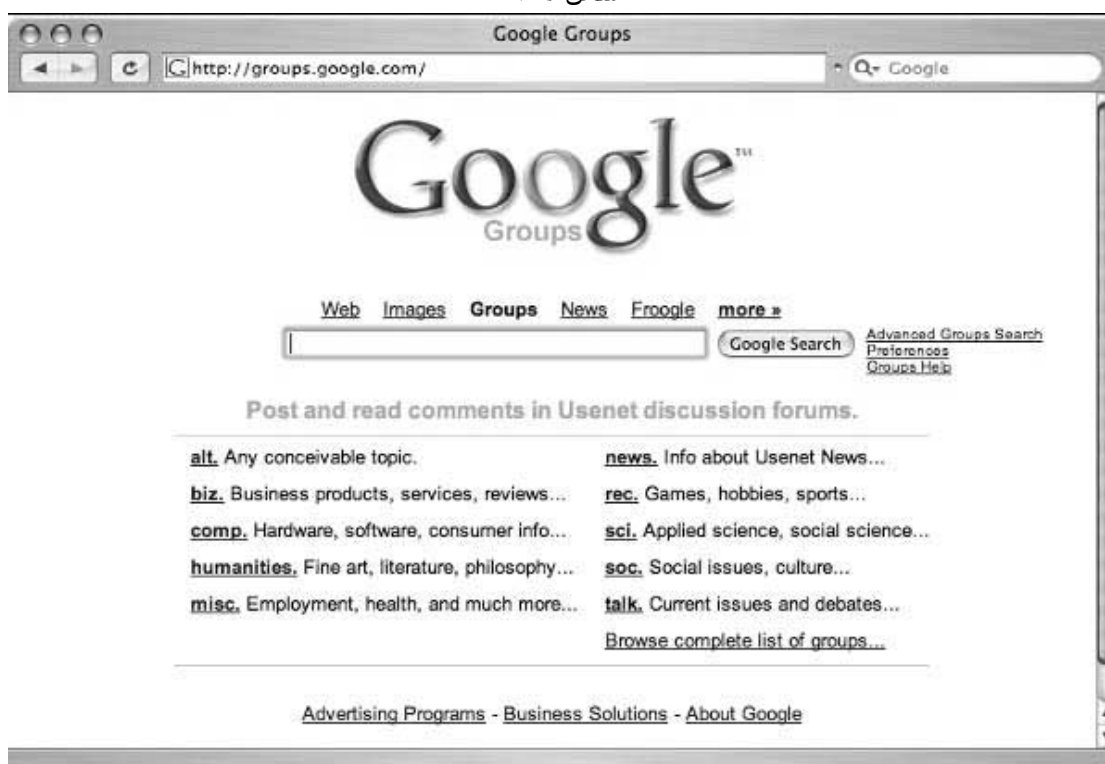 Google Groups
http://groups.google.com/
Google
Google TM
Groups
Web Images Groups News Froogle more »
Google Search
Advanced Groups Search
Preferences
Groups Help
Post and read comments in Usenet discussion forums.
alt. Any conceivable topic.
biz. Business products, services, reviews...
comp. Hardware, software, consumer info...
humanities. Fine art, literature, philosophy...
misc. Employment, health, and much more...
news. Info about Usenet News...
rec. Games, hobbies, sports...
sci. Applied science, social science...
soc. Social issues, culture...
talk. Current issues and debates...
Browse complete list of groups...
Advertising Programs - Business Solutions - About Google